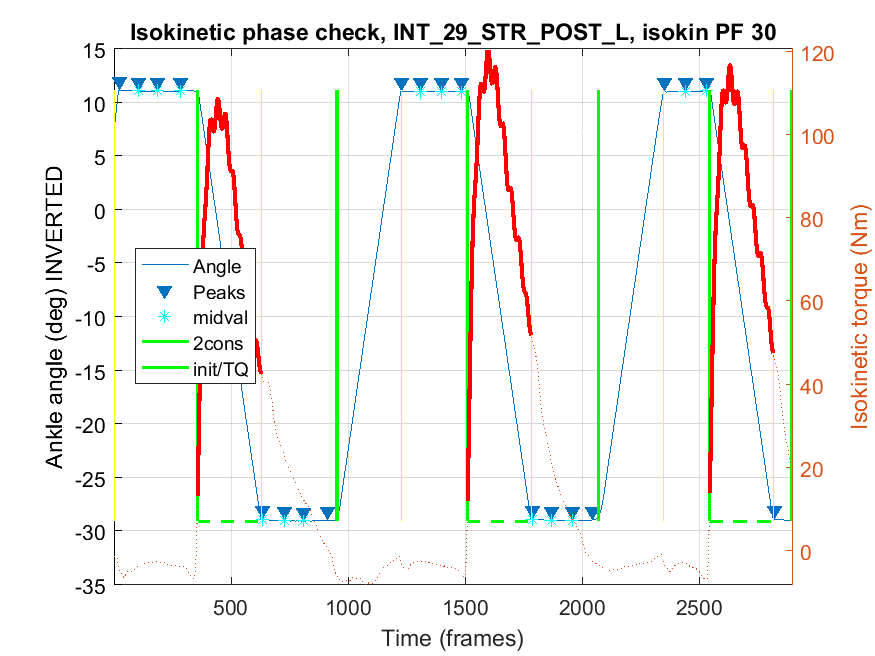 Isokinetic phase check, INT_29_STR_POST_L, isokin PF 30
15
10
5
0
-5
-10
-15
-20
-25
-30
-35
Ankle angle (deg) INVERTED
Angle
Peaks
midval
2cons
init/TQ
120
100
80
60
40
20
0
Isokinetic torque (Nm)
500
1000
1500
2000
2500
Time (frames)